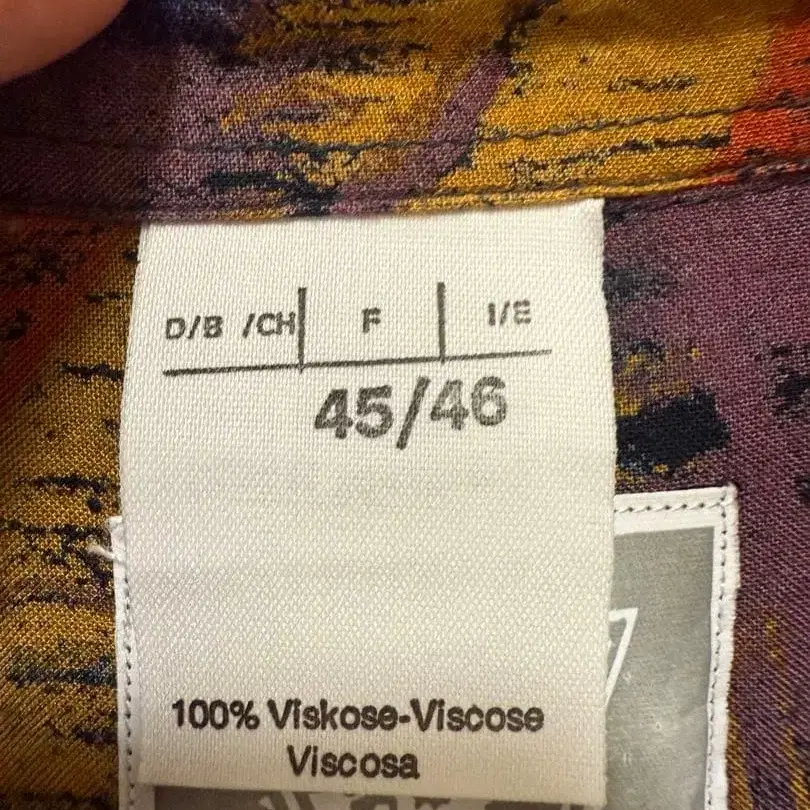 D/B /CH F I/E
45/46
100% Viskose-Viscose
Viscosa